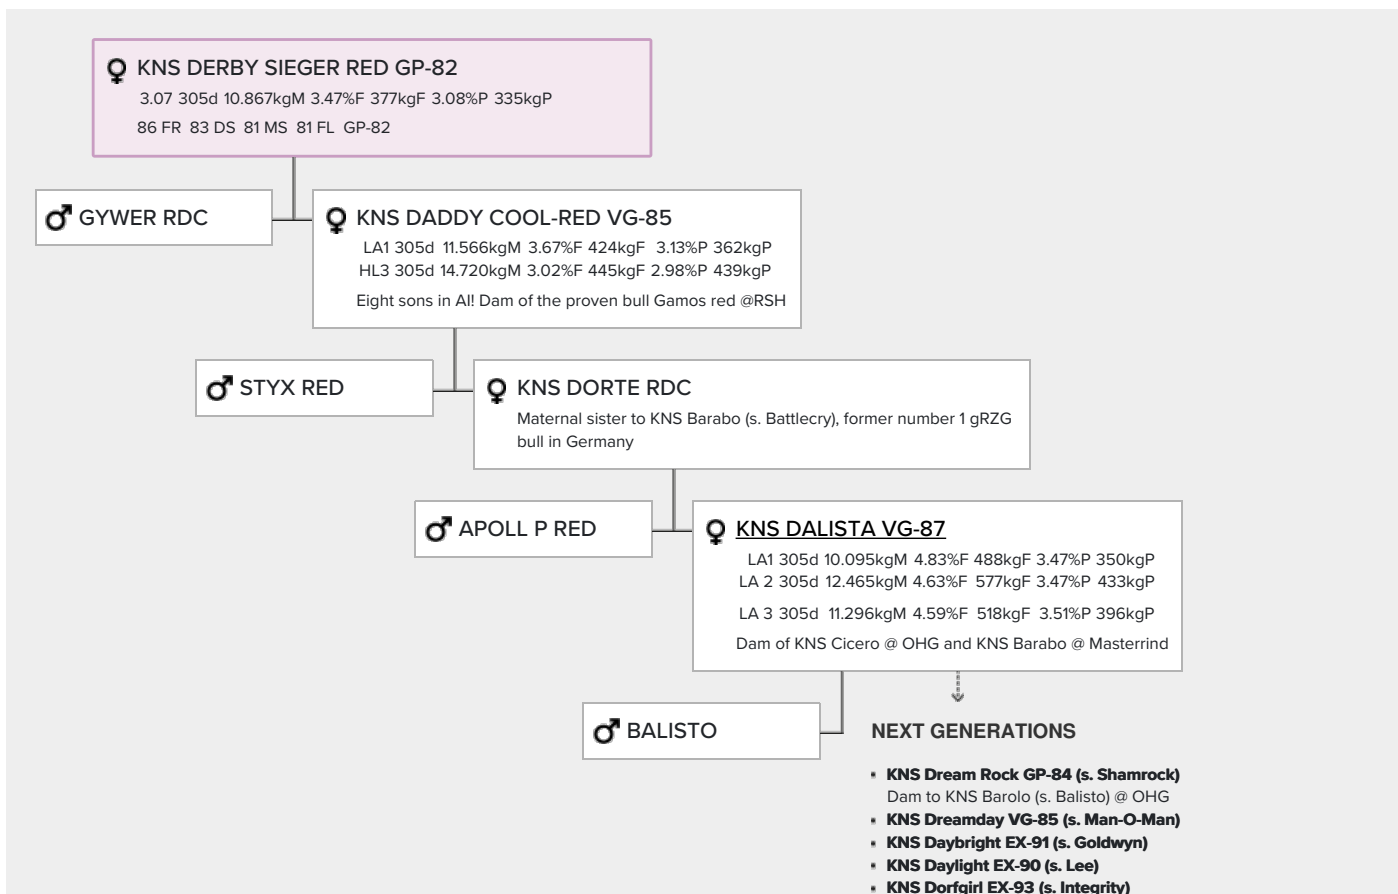 KNS DERBY SIEGER RED GP-82
3.07 305d 10.867kgM 3.47%F 377kgF 3.08%P 335kgP
86 FR 83 DS 81 MS 81 FL GP-82
GYWER RDC
KNS DADDY COOL-RED VG-85
LA1 305d 11.566kgM 3.67%F 424kgF 3.13%P 362kgP
HL3 305d 14.720kgM 3.02%F 445kgF 2.98%P 439kgP
Eight sons in AI! Dam of the proven bull Gamos red @RSH
STYX RED
KNS DORTE RDC
Maternal sister to KNS Barabo (s. Battlecry), former number 1 gRZG
bull in Germany
APOLL P RED
KNS DALISTA VG-87
LA1 305d 10.095kgM 4.83%F 488kgF 3.47%P 350kgP
LA 2 305d 12.465kgM 4.63%F 577kgF 3.47%P 433kgP
LA 3 305d 11.296kgM 4.59%F 518kgF 3.51%P 396kgP
Dam of KNS Cicero @ OHG and KNS Barabo @ Masterrind
BALISTO
NEXT GENERATIONS
▪ KNS Dream Rock GP-84 (s. Shamrock)
Dam to KNS Barolo (s. Balisto) @ OHG
▪ KNS Dreamday VG-85 (s. Man-O-Man)
▪ KNS Daybright EX-91 (s. Goldwyn)
▪ KNS Daylight EX-90 (s. Lee)
▪ KNS Dorfgirl EX-93 (s. Integrity)